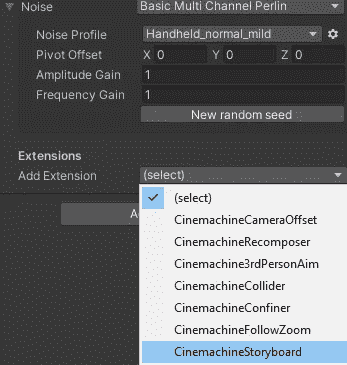 Noise Basic Multi Channel Perlin
Noise Profile Handheld_normal_mild
Pivot Offset X 0 Y 0 Z 0
Amplitude Gain 1
Frequency Gain 1
New random seed
Extensions
Add Extension (select)
(select)
CinemachineCameraOffset
CinemachineRecomposer
Cinemachine3rdPersonAim
CinemachineCollider
CinemachineConfiner
CinemachineFollowZoom
CinemachineStoryboard